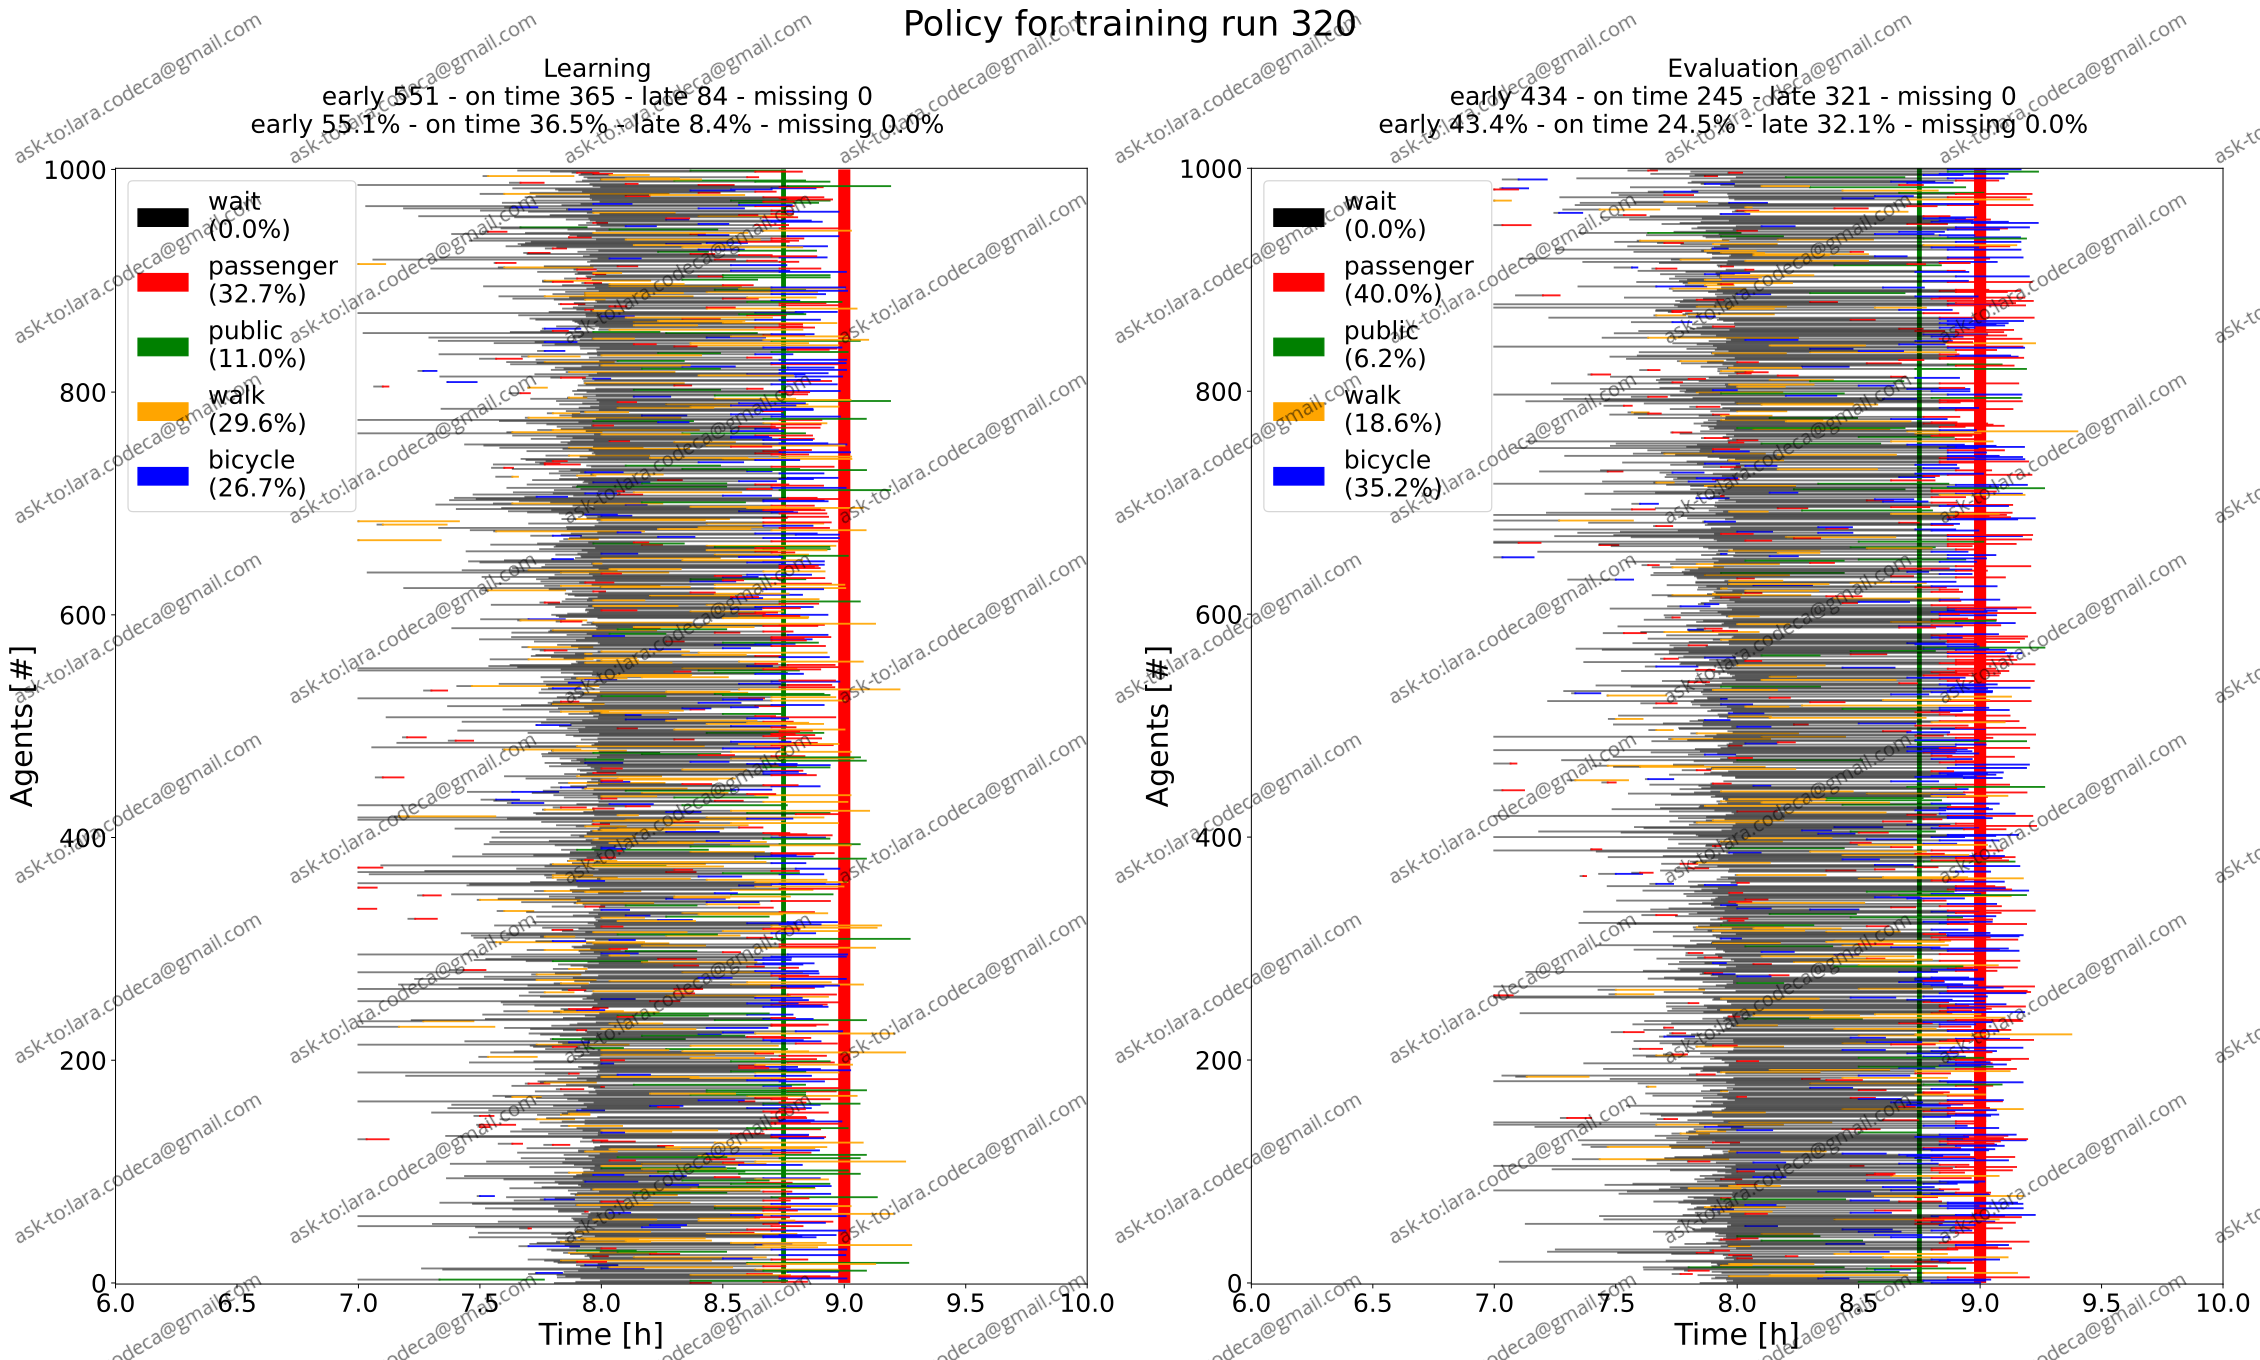 Policy for training run 320
Learning
early 551 - on time 365 - late 84 - missing 0
early 55.1% - on time 36.5% - late 8.4% - missing 0.0%
1000
800
600
400
200
0
Agents [#]
wait
(0.0%)
passenger
(32.7%)
public
(11.0%)
walk
(29.6%)
bicycle
(26.7%)
6.0 6.5 7.0 7.5 8.0 8.5 9.0 9.5 10.0
Time [h]
Evaluation
early 434 - on time 245 - late 321 - missing 0
early 43.4% - on time 24.5% - late 32.1% - missing 0.0%
1000
800
600
400
200
0
Agents [#]
wait
(0.0%)
passenger
(40.0%)
public
(6.2%)
walk
(18.6%)
bicycle
(35.2%)
6.0 6.5 7.0 7.5 8.0 8.5 9.0 9.5 10.0
Time [h]
ask-to:lara.codeca@gmail.com